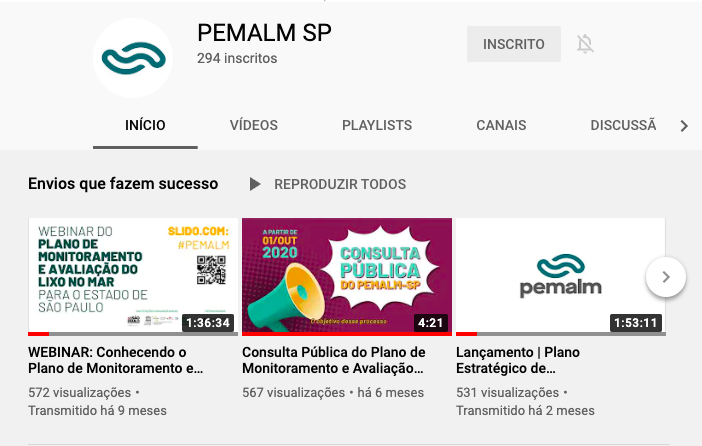 PEMALM SP
294 inscritos
INSCRITO
INÍCIO
VÍDEOS
PLAYLISTS
CANAIS
DISCUSSÃ
Envios que fazem sucesso
REPRODUZIR TODOS
WEBINAR DO
PLANO DE
MONITORAMENTO
E AVALIAÇÃO DO
LIXO NO MAR
PARA O ESTADO DE
SÃO PAULO
SLIDO.COM:
#PEMALM
1:36:34
A PARTIR DE
01/OUT
2020
CONSULTA
PÚBLICA
DO PEMALM-SP
O objetivo desse processo
4:21
pemalm
1:53:11
WEBINAR: Conhecendo o
Plano de Monitoramento e...
572 visualizações •
Transmitido há 9 meses
Consulta Pública do Plano de
Monitoramento e Avaliação...
567 visualizações • há 6 meses
Lançamento | Plano
Estratégico de...
531 visualizações •
Transmitido há 2 meses